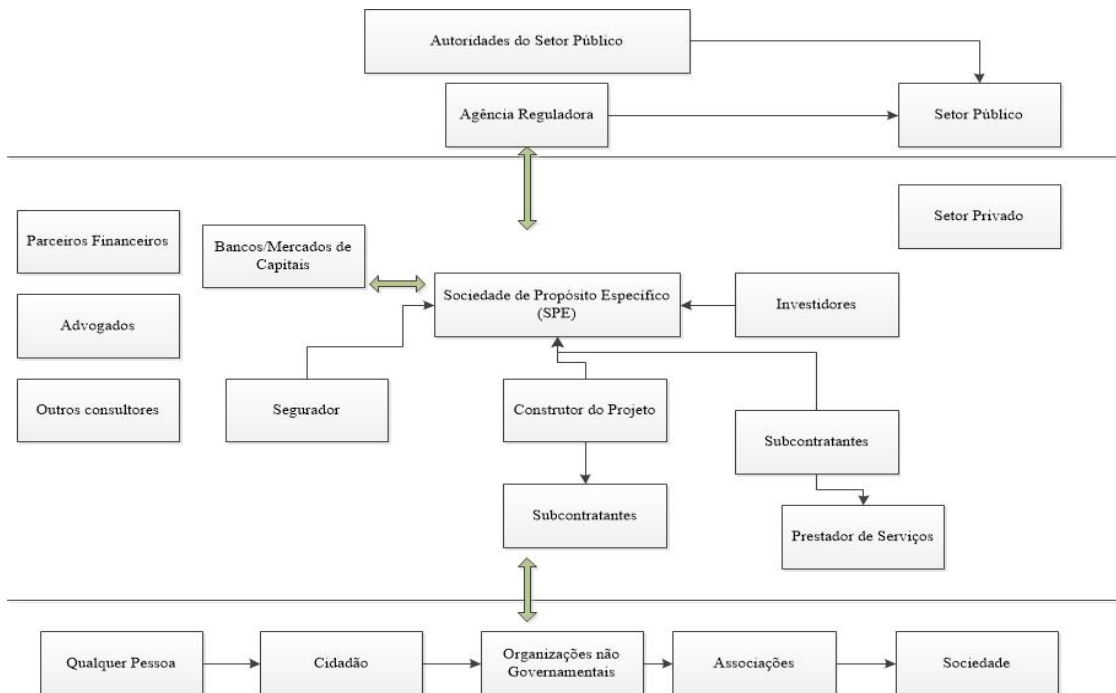 Autoridades do Setor Público
Agência Reguladora
Setor Público
Setor Privado
Parceiros Financeiros
Bancos/Mercados de
Capitais
Sociedade de Propósito Específico
(SPE)
Investidores
Advogados
Outros consultores
Segurador
Construtor do Projeto
Subcontratantes
Subcontratantes
Prestador de Serviços
Qualquer Pessoa
Cidadão
Organizações não
Governamentais
Associações
Sociedade